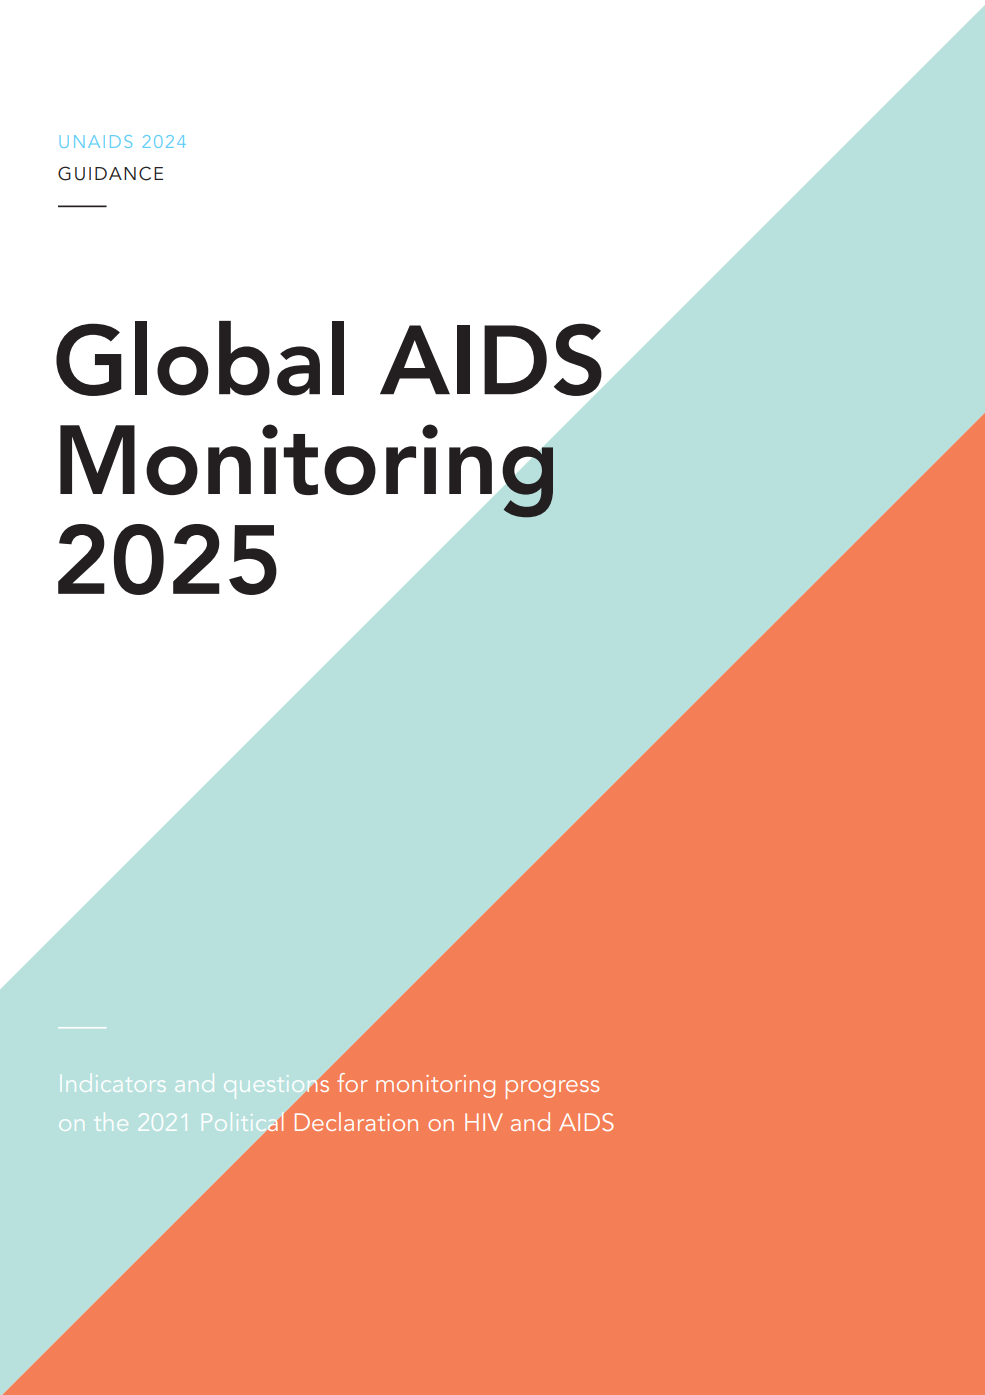 UNAIDS 2024
GUIDANCE
Global AIDS
Monitoring
2025
Indicators and questions for monitoring progress
on the 2021 Political Declaration on HIV and AIDS